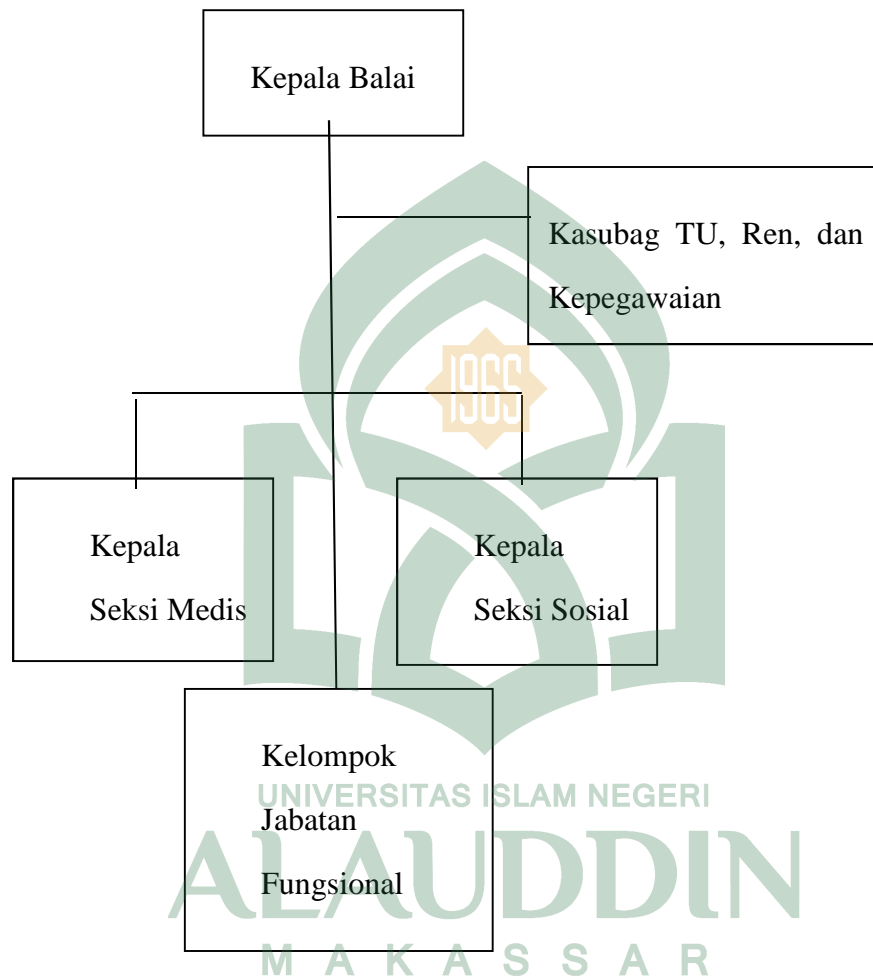 Kepala Balai
Kasubag TU, Ren, dan
Kepegawaian
1965
Kepala
Seksi Medis
Kepala
Seksi Sosial
Kelompok
UNIVERSITAS ISLAM NEGERI
Jabatan
ALAUDDIN
Fungsional
MAKASSAR